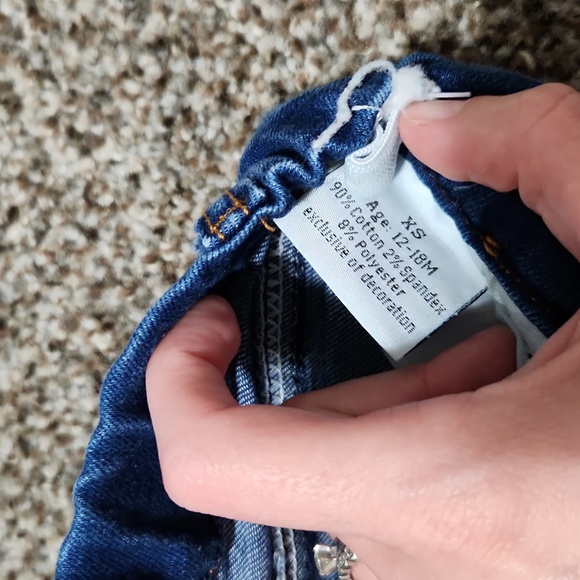 XS
Age: 12-18M
90% Cotton 2% Spandex
8% Polyester
exclusive of decoration